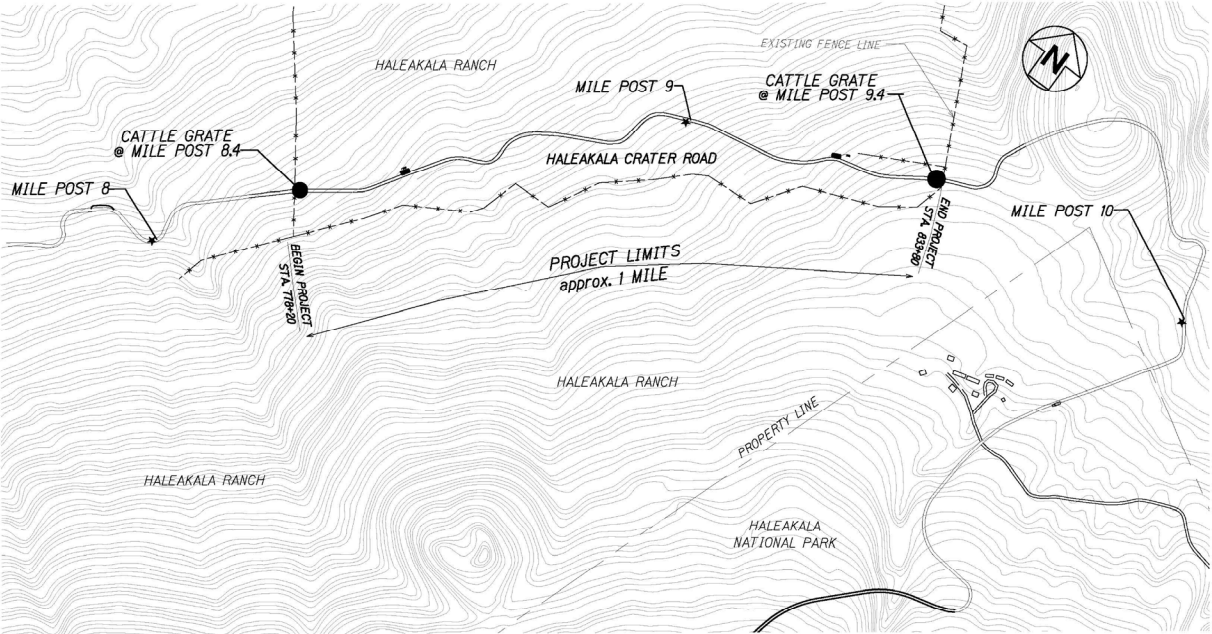 HALEAKALA RANCH
EXISTING FENCE LINE
N
MILE POST 9
CATTLE GRATE
@ MILE POST 9.4
CATTLE GRATE
@ MILE POST 8.4
HALEAKALA CRATER ROAD
MILE POST 8
MILE POST 10
BEGIN PROJECT
STA. 778+20
PROJECT LIMITS
approx. 1 MILE
END PROJECT
STA. 833+80
HALEAKALA RANCH
PROPERTY LINE
HALEAKALA RANCH
HALEAKALA
NATIONAL PARK